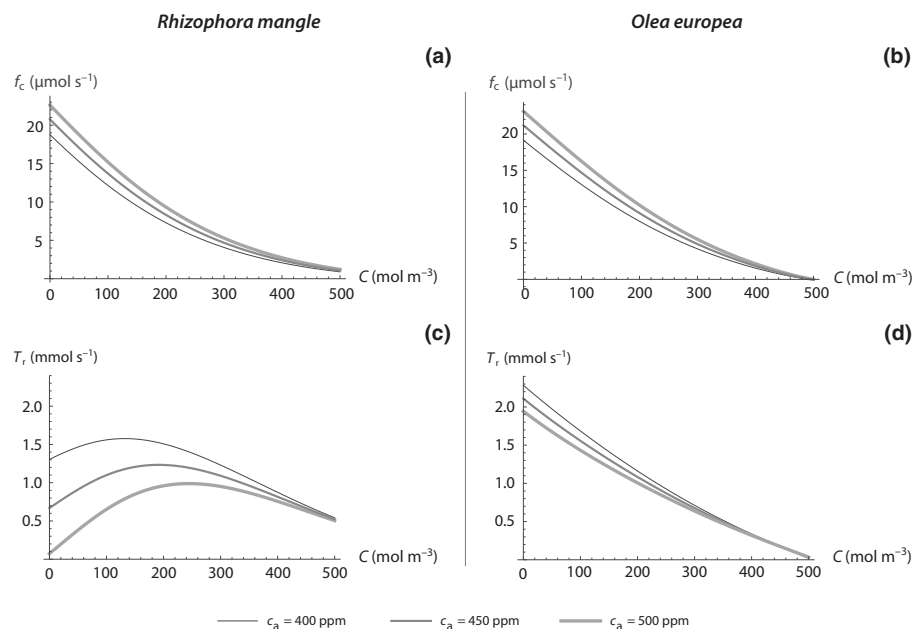 Rhizophora mangle
Olea europea
(a)
(b)
f_c (μmol s⁻¹)
f_c (μmol s⁻¹)
20
15
10
5
C (mol m⁻³)
0 100 200 300 400 500
20
15
10
5
C (mol m⁻³)
0 100 200 300 400 500
(c)
(d)
T_r (mmol s⁻¹)
T_r (mmol s⁻¹)
2.0
1.5
1.0
0.5
C (mol m⁻³)
0 100 200 300 400 500
2.0
1.5
1.0
0.5
C (mol m⁻³)
0 100 200 300 400 500
c_a = 400 ppm c_a = 450 ppm c_a = 500 ppm